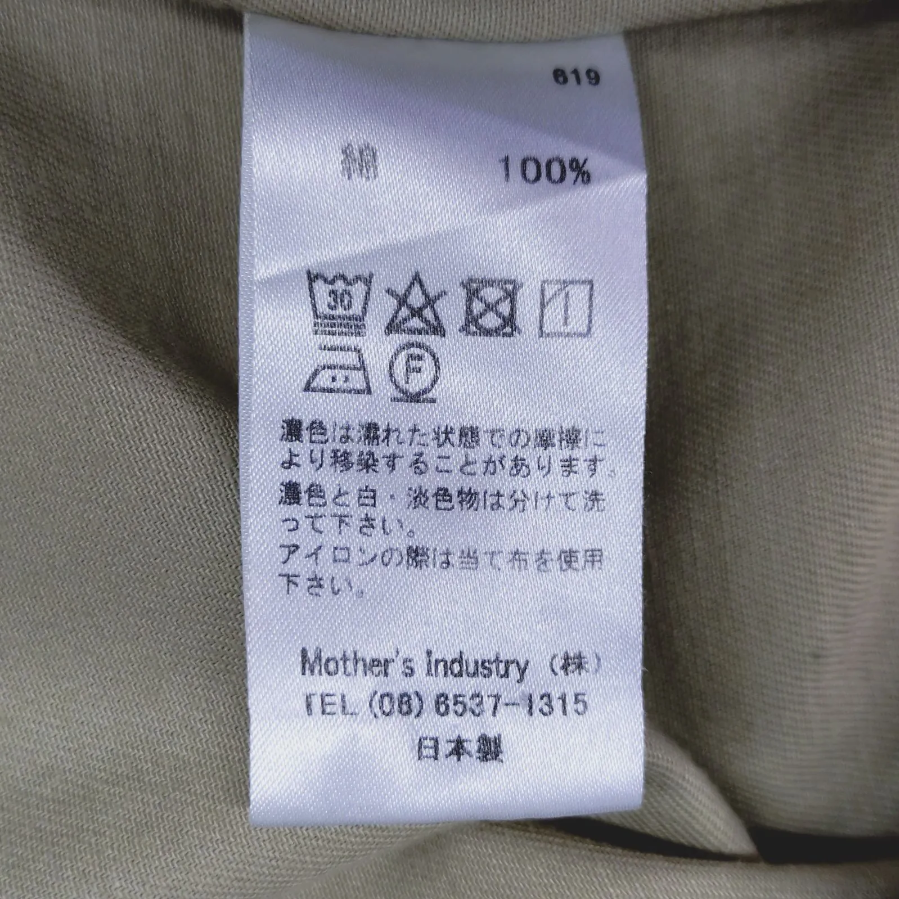 619
綿 100%
30
F
濃色は濡れた状態での摩擦に
より移染することがあります。
濃色と白・淡色物は分けて洗
って下さい。
アイロンの際は当て布を使用
下さい。
Mother's Industry (株)
TEL (06) 6537-1315
日本製